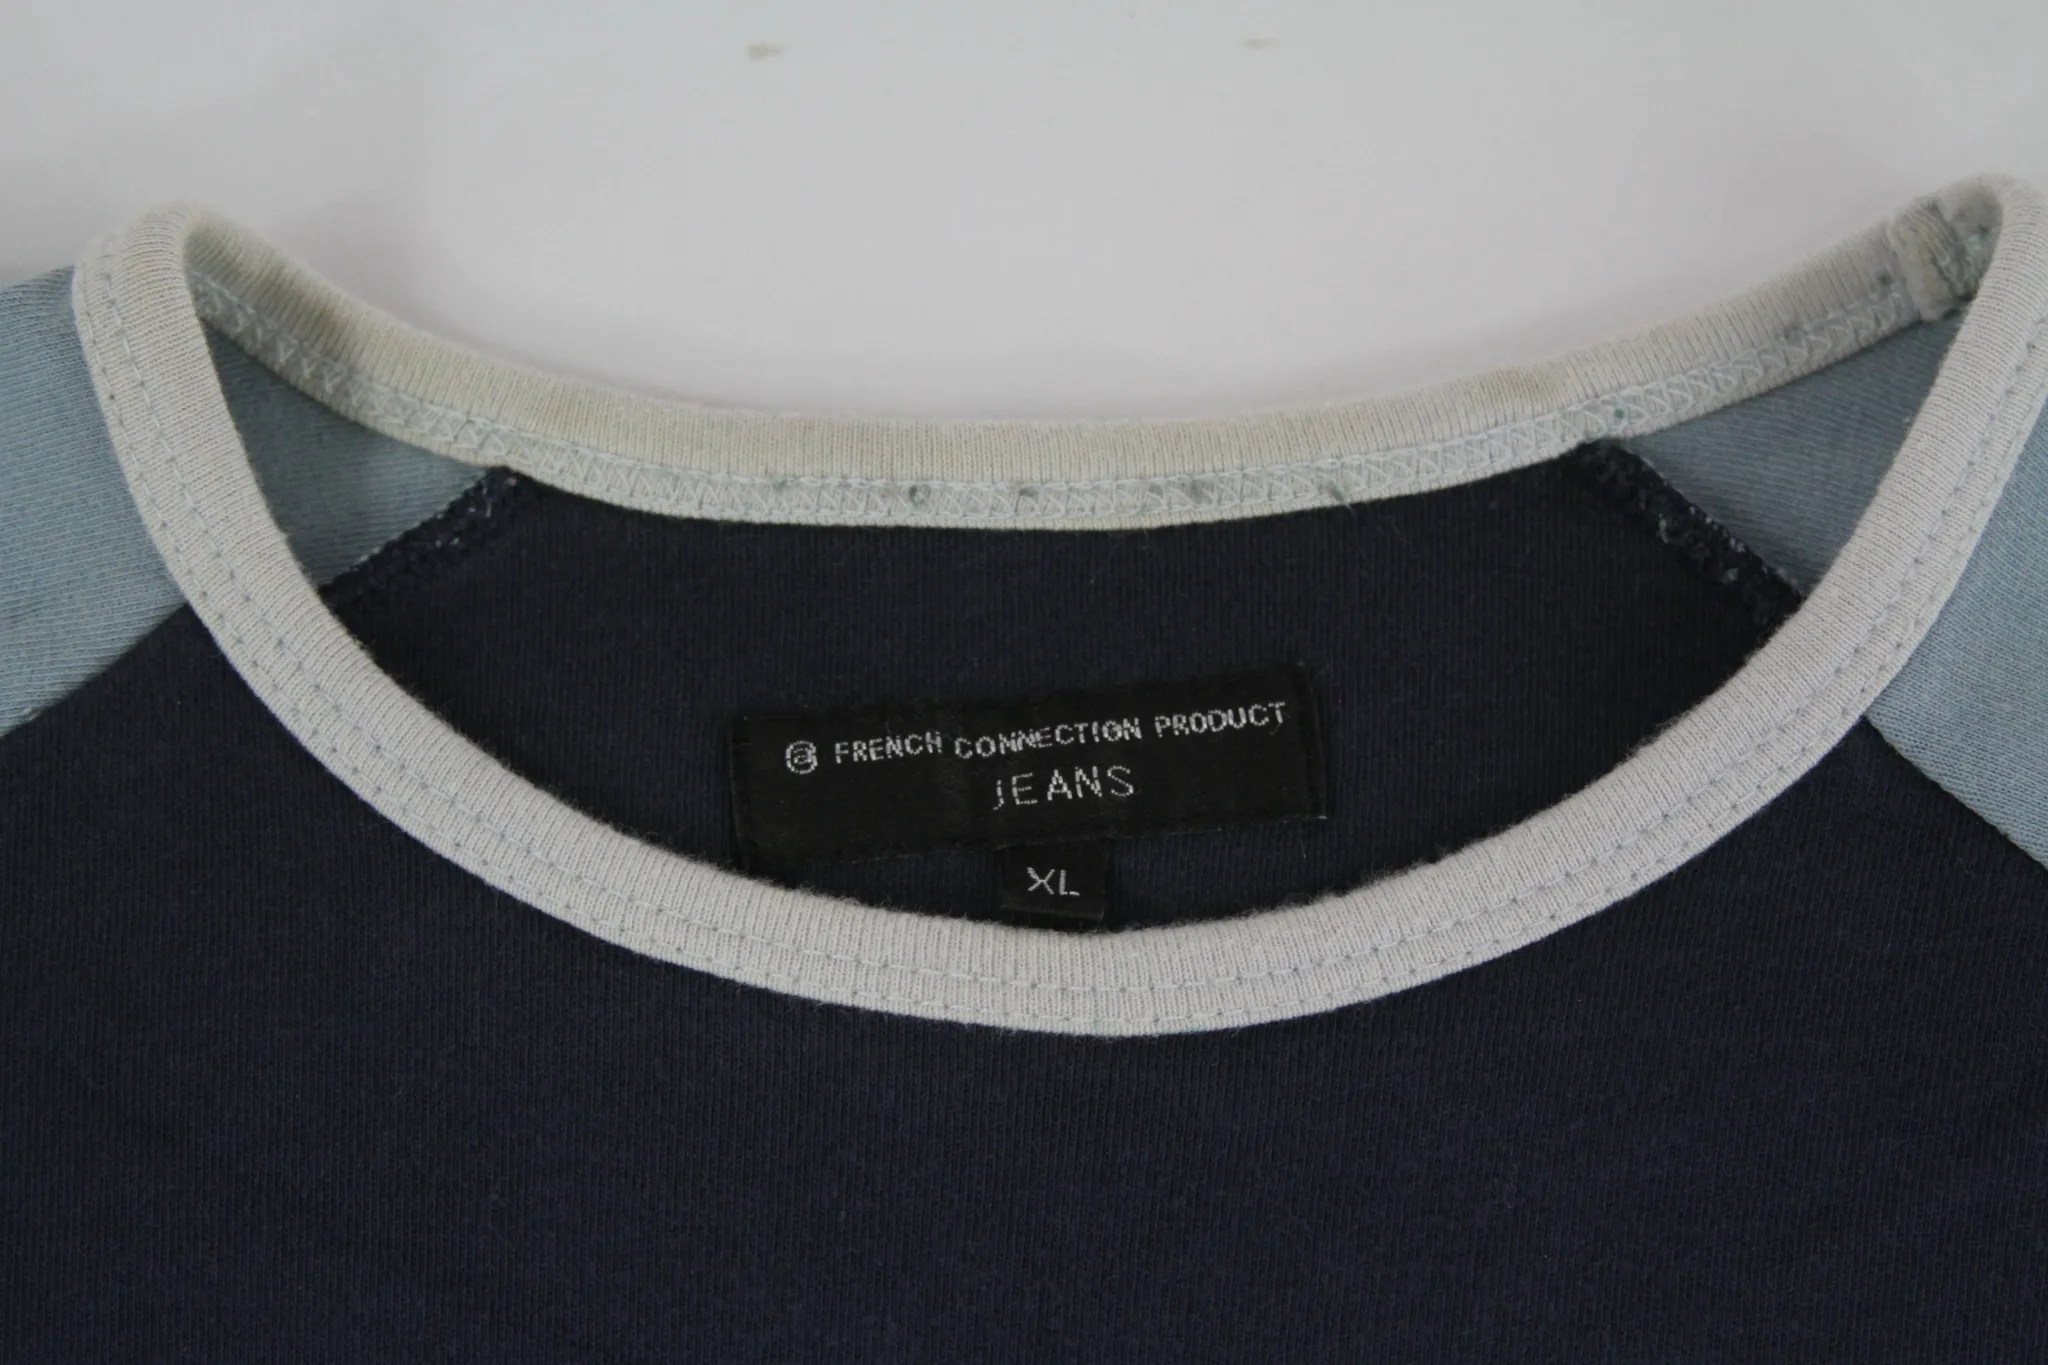 @ FRENCH CONNECTION PRODUCT
JEANS
XL